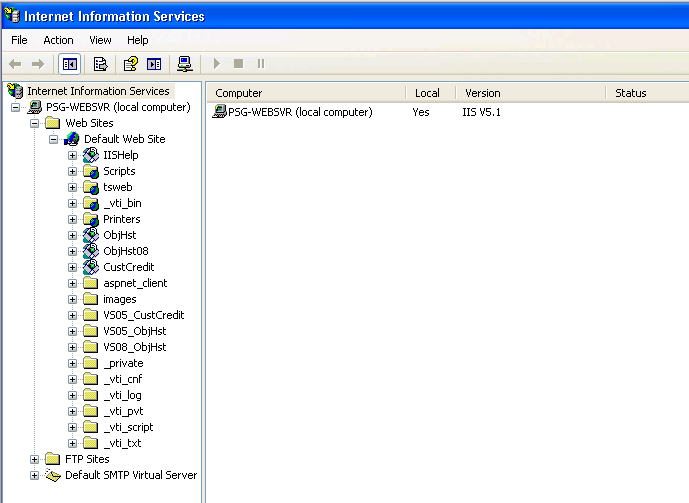 Internet Information Services
File Action View Help
Internet Information Services
PSG-WEBSVR (local computer)
Web Sites
Default Web Site
IISHelp
Scripts
tsweb
_vti_bin
Printers
ObjHst
ObjHst08
CustCredit
aspnet_client
images
VS05_CustCredit
VS05_ObjHst
VS08_ObjHst
_private
_vti_cnf
_vti_log
_vti_pvt
_vti_script
_vti_txt
FTP Sites
Default SMTP Virtual Server
Computer Local Version Status
PSG-WEBSVR (local computer) Yes IIS V5.1